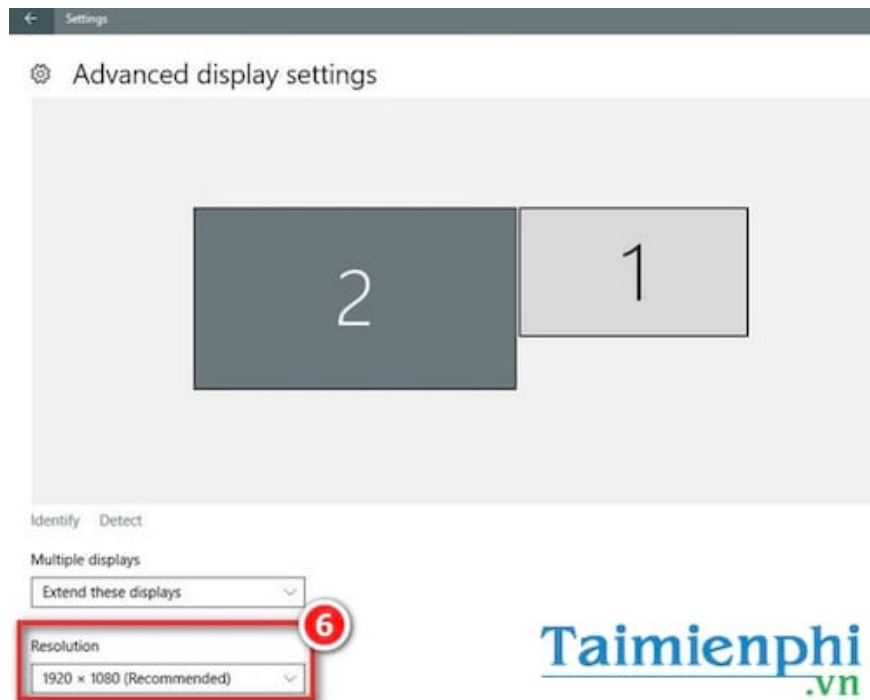 Settings
Advanced display settings
2
1
Identify Detect
Multiple displays
Extend these displays
6
Resolution
1920 × 1080 (Recommended)
Taimienphi
.vn